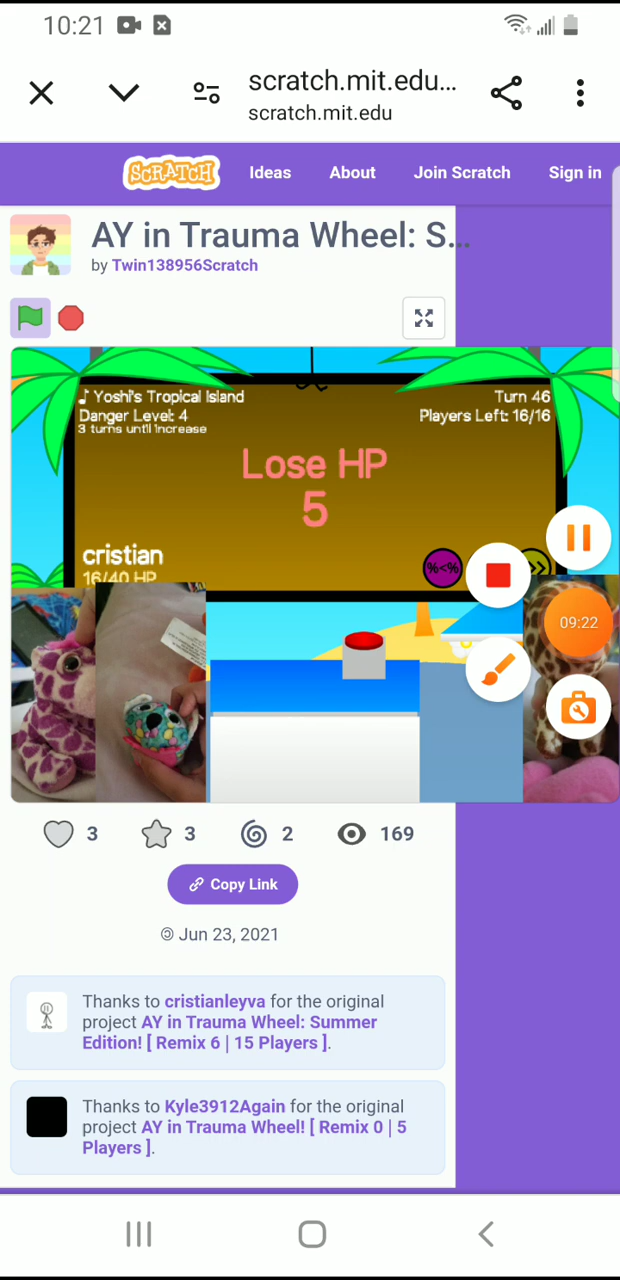 10:21
scratch.mit.edu...
scratch.mit.edu
SCRATCH
Ideas
About
Join Scratch
Sign in
AY in Trauma Wheel: S...
by Twin138956Scratch
♪ Yoshi's Tropical Island
Turn 46
Danger Level: 4
Players Left: 16/16
3 turns until increase
Lose HP
5
cristian
16/40 HP
%<%
>>
09:22
3
3
2
169
Copy Link
Jun 23, 2021
Thanks to cristianleyva for the original
project AY in Trauma Wheel: Summer
Edition! [ Remix 6 | 15 Players ].
Thanks to Kyle3912Again for the original
project AY in Trauma Wheel! [ Remix 0 | 5
Players ].